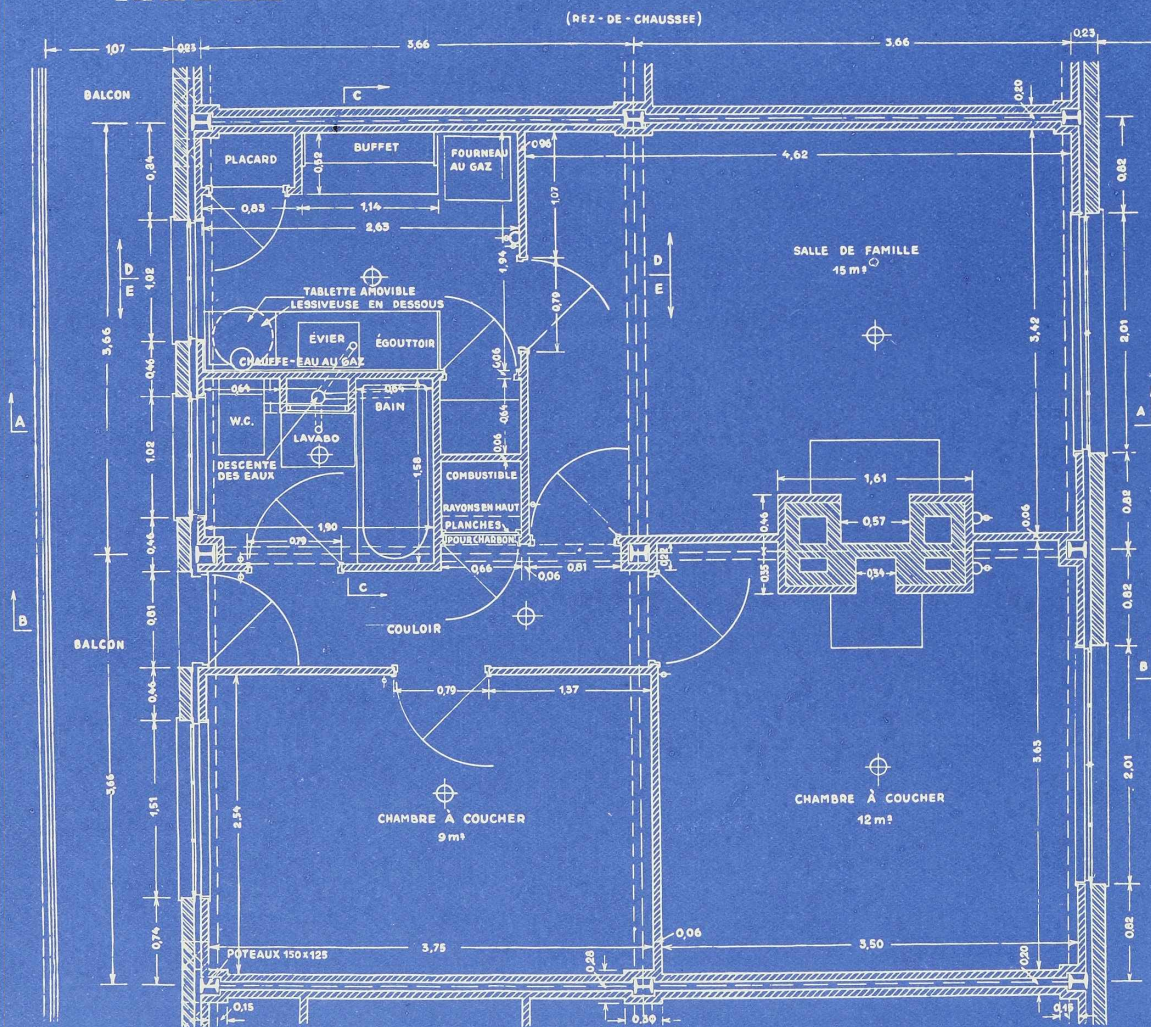 (REZ-DE-CHAUSSEE)
1,07
0,23
3,66
3,66
0,23
BALCON
C
0,20
PLACARD
BUFFET
FOURNEAU
AU GAZ
0,96
4,62
0,34
0,52
0,82
0,83
1,14
1,07
2,63
D
E
1,02
1,94
D
E
SALLE DE FAMILLE
15 m²
TABLETTE AMOVIBLE
LESSIVEUSE EN DESSOUS
0,79
3,66
ÉVIER
ÉGOUTTOIR
3,42
2,01
CHAUFFE-EAU AU GAZ
0,46
0,06
0,64
0,64
BAIN
0,64
A
W.C.
LAVABO
A
1,02
DESCENTE
DES EAUX
1,58
0,06
COMBUSTIBLE
1,61
0,82
RAYONS EN HAUT
PLANCHES
POUR CHARBON
1,90
0,46
0,57
0,06
0,46
0,79
0,66
0,06
0,81
0,22
0,35
0,34
C
B
0,81
COULOIR
0,82
BALCON
B
0,46
0,79
1,37
3,66
1,51
2,54
CHAMBRE À COUCHER
9 m²
CHAMBRE À COUCHER
12 m²
3,63
2,01
0,74
POTEAUX 150 x 125
3,75
0,06
3,50
0,28
0,20
0,82
0,15
0,30
0,15